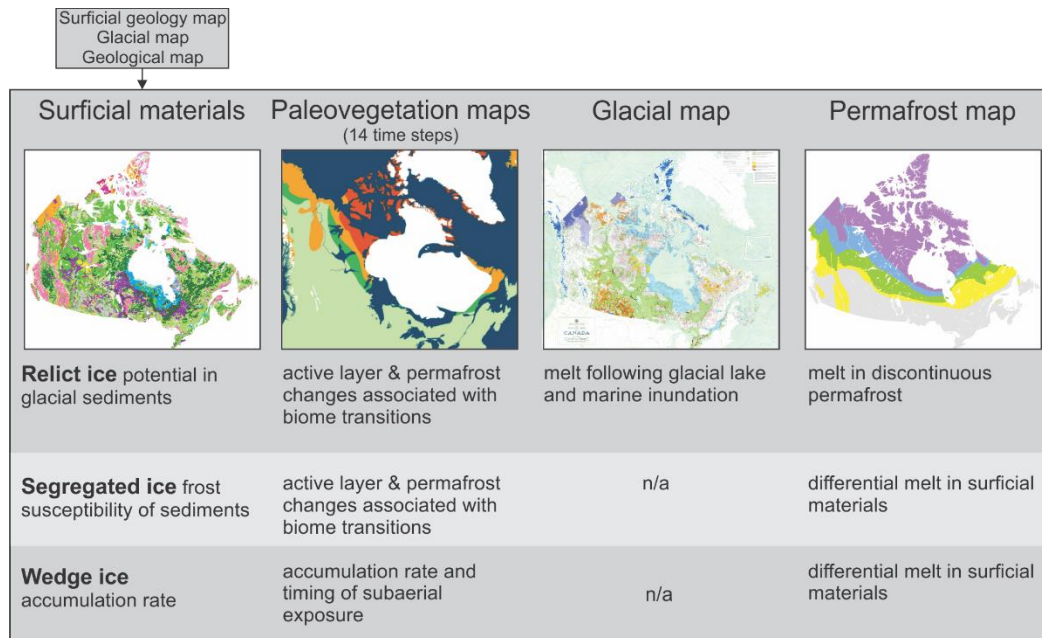 Surficial geology map
Glacial map
Geological map
Surficial materials
Paleovegetation maps
(14 time steps)
Glacial map
Permafrost map
CANADA
Relict ice potential in
glacial sediments
active layer & permafrost
changes associated with
biome transitions
melt following glacial lake
and marine inundation
melt in discontinuous
permafrost
Segregated ice frost
susceptibility of sediments
active layer & permafrost
changes associated with
biome transitions
n/a
differential melt in surficial
materials
Wedge ice
accumulation rate
accumulation rate and
timing of subaerial
exposure
n/a
differential melt in surficial
materials